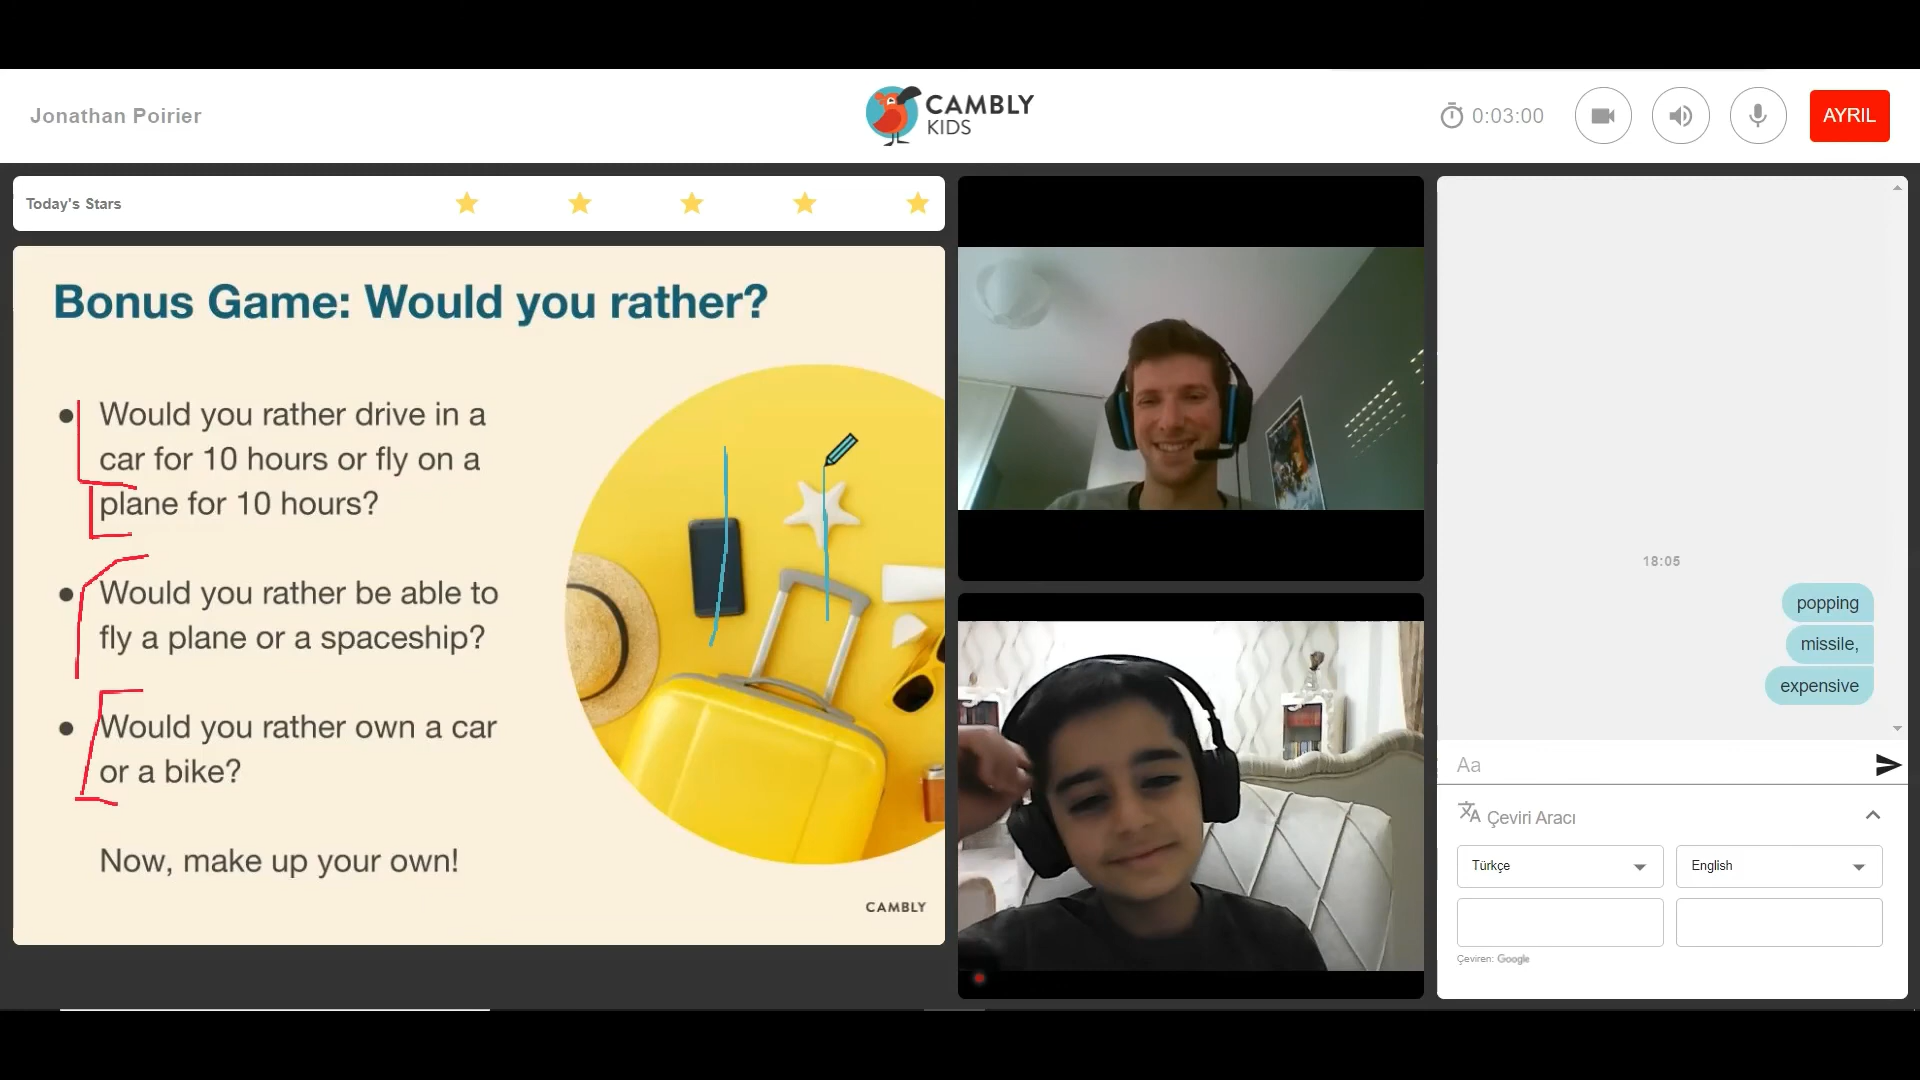 Jonathan Poirier
CAMBLY
KIDS
0:03:00
AYRIL
Today's Stars
Bonus Game: Would you rather?
Would you rather drive in a
car for 10 hours or fly on a
plane for 10 hours?
Would you rather be able to
fly a plane or a spaceship?
Would you rather own a car
or a bike?
Now, make up your own!
CAMBLY
18:05
popping
missile,
expensive
Aa
Çeviri Aracı
Türkçe
English
Çeviren: Google